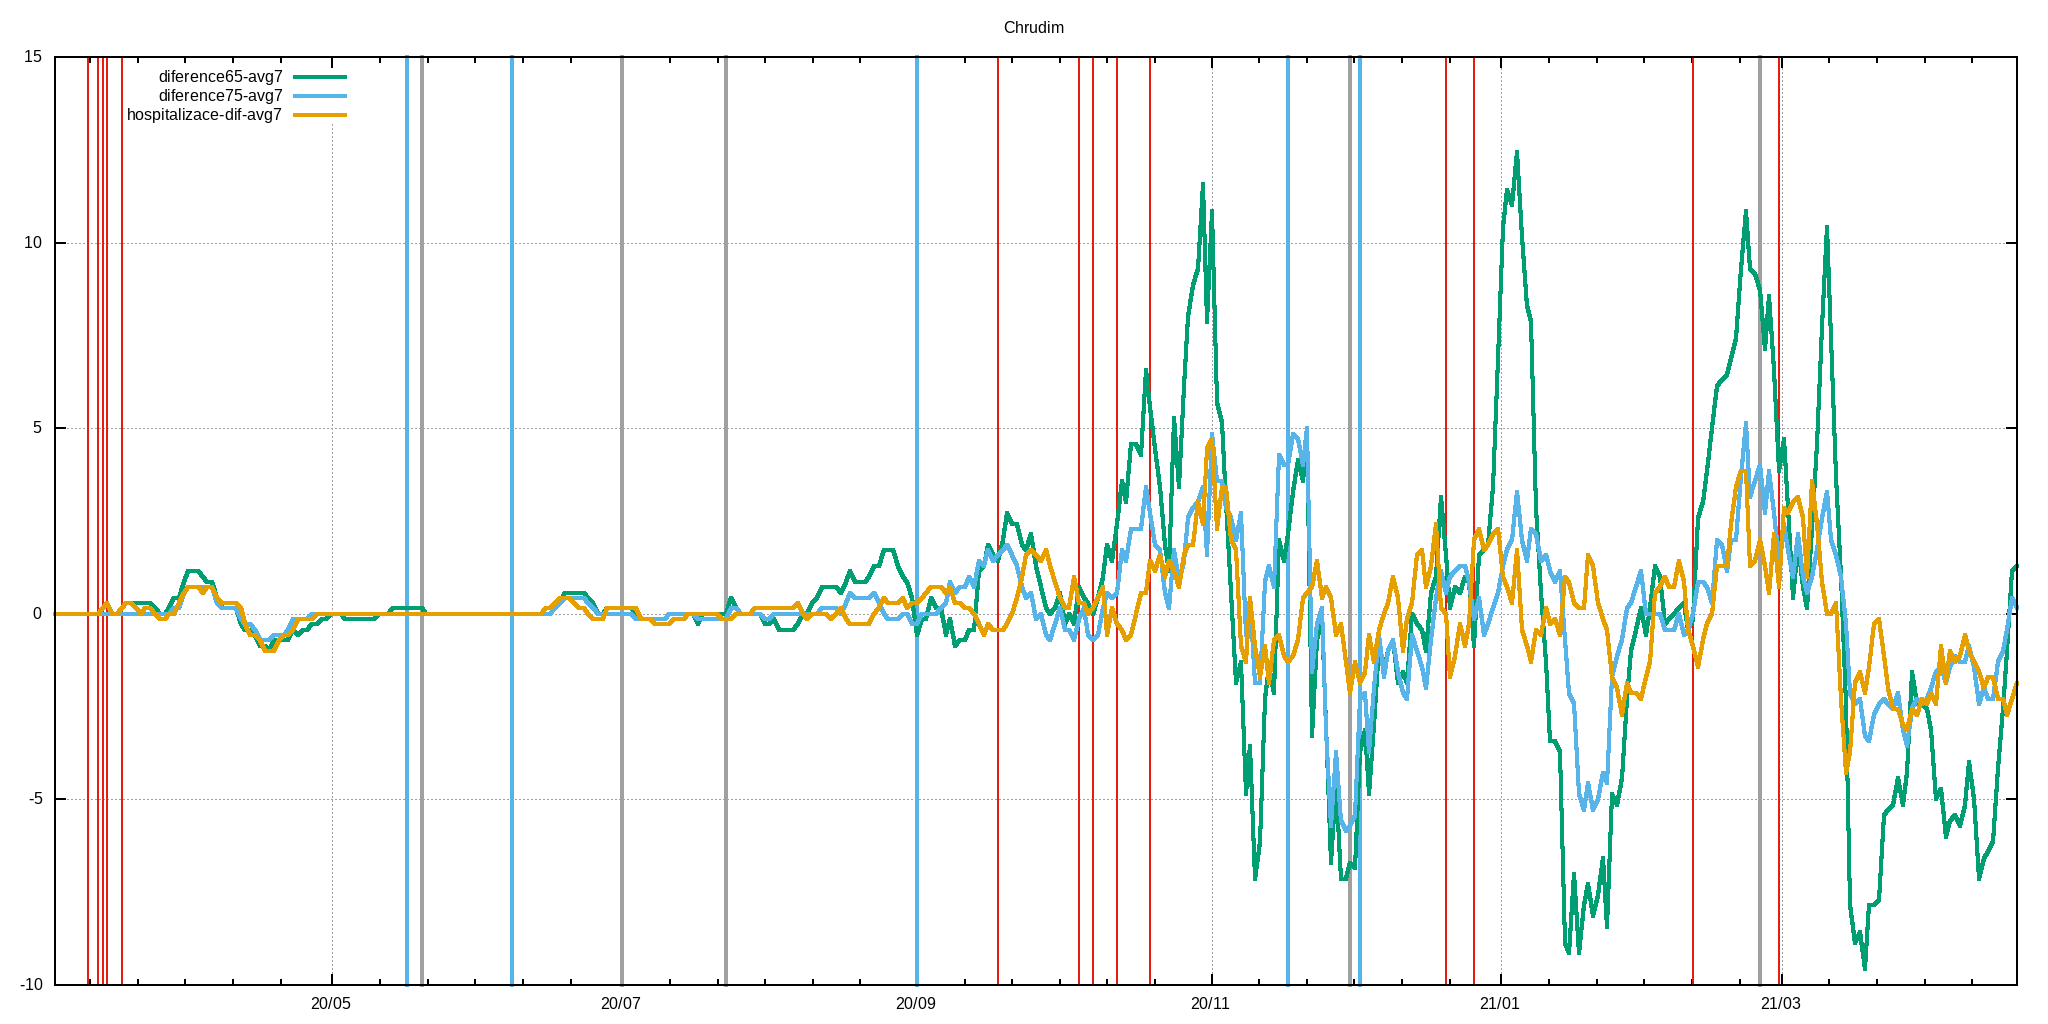 Chrudim
15
diference65-avg7
diference75-avg7
hospitalizace-dif-avg7
10
5
0
-5
-10
20/05 20/07 20/09 20/11 21/01 21/03